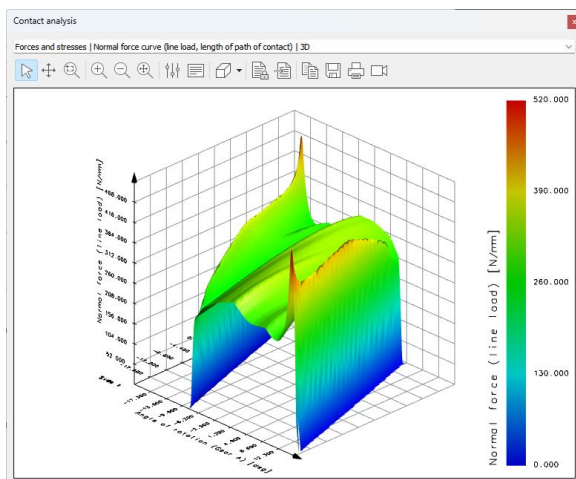 Contact analysis
Forces and stresses | Normal force curve (line load, length of path of contact) | 3D
520.000
390.000
260.000
130.000
0.000
Normal force (line load) [N/mm]
Normal force (line load) [N/mm]
468.000
416.000
364.000
312.000
260.000
208.000
156.000
104.000
52.000
Angle of rotation (Gear A) [deg]